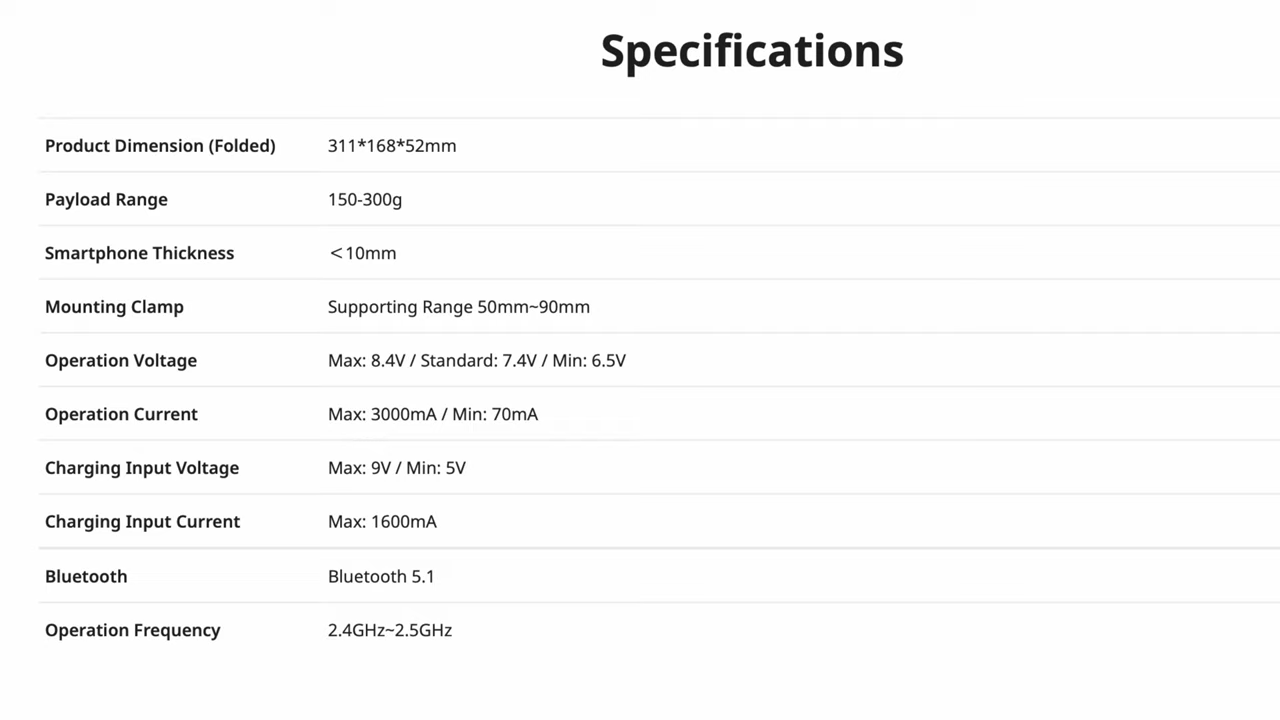 Specifications
Product Dimension (Folded) 311*168*52mm
Payload Range 150-300g
Smartphone Thickness ＜10mm
Mounting Clamp Supporting Range 50mm~90mm
Operation Voltage Max: 8.4V / Standard: 7.4V / Min: 6.5V
Operation Current Max: 3000mA / Min: 70mA
Charging Input Voltage Max: 9V / Min: 5V
Charging Input Current Max: 1600mA
Bluetooth Bluetooth 5.1
Operation Frequency 2.4GHz~2.5GHz